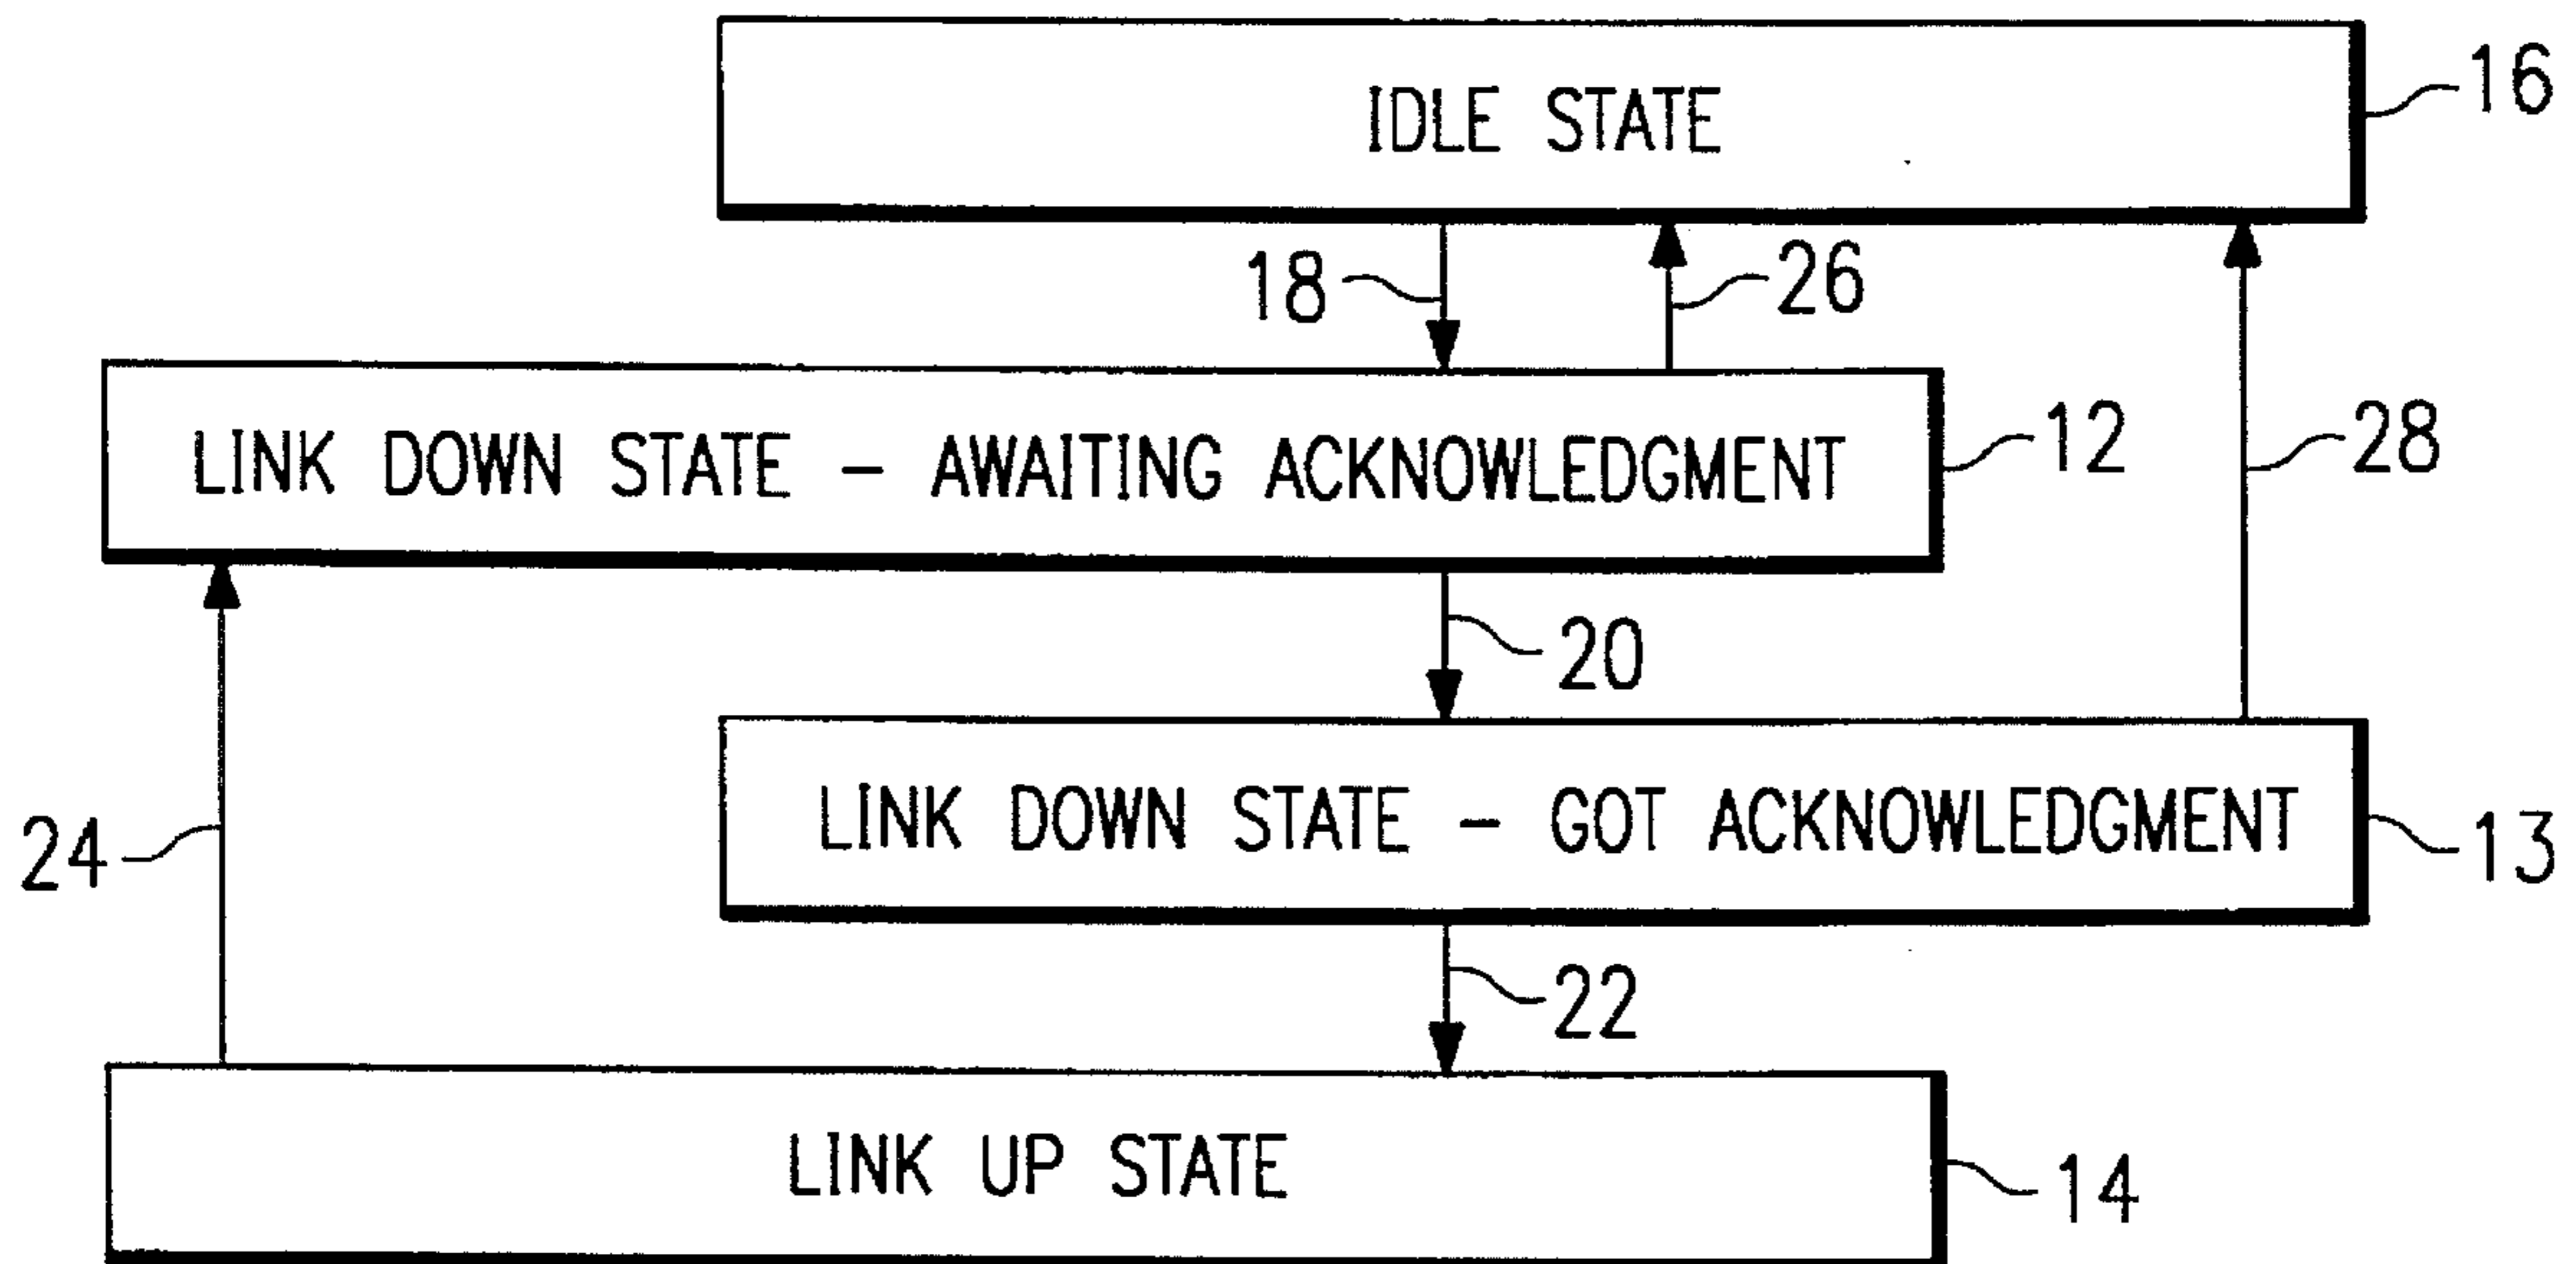 IDLE STATE
16
18
26
LINK DOWN STATE - AWAITING ACKNOWLEDGMENT
12
28
20
24
LINK DOWN STATE - GOT ACKNOWLEDGMENT
13
22
LINK UP STATE
14